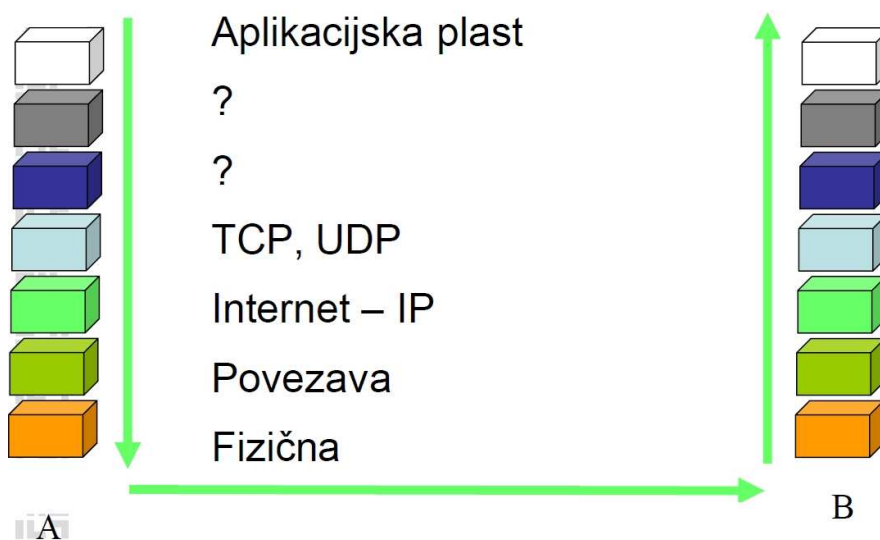 Aplikacijska plast
?
?
TCP, UDP
Internet – IP
Povezava
Fizična
A
B